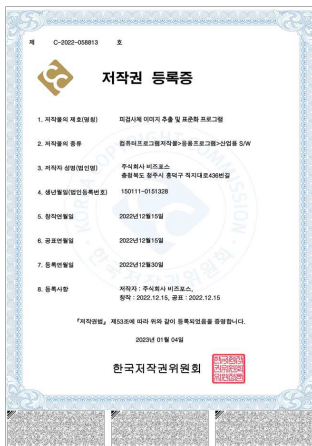 제 C-2022-058813 호
저작권 등록증
1. 저작물의 제호(명칭) 피검사체 이미지 추출 및 표준화 프로그램
2. 저작물의 종류 컴퓨터프로그램저작물>응용프로그램>산업용 S/W
3. 저작자 성명(법인명) 주식회사 비즈포스
충청북도 청주시 흥덕구 직지대로436번길
4. 생년월일(법인등록번호) 150111-0151328
5. 창작연월일 2022년12월15일
6. 공표연월일 2022년12월15일
7. 등록연월일 2022년12월30일
8. 등록사항 저작자 : 주식회사 비즈포스,
창작 : 2022.12.15, 공표 : 2022.12.15
『저작권법』 제53조에 따라 위와 같이 등록되었음을 증명합니다.
2023년 01월 04일
한국저작권위원회